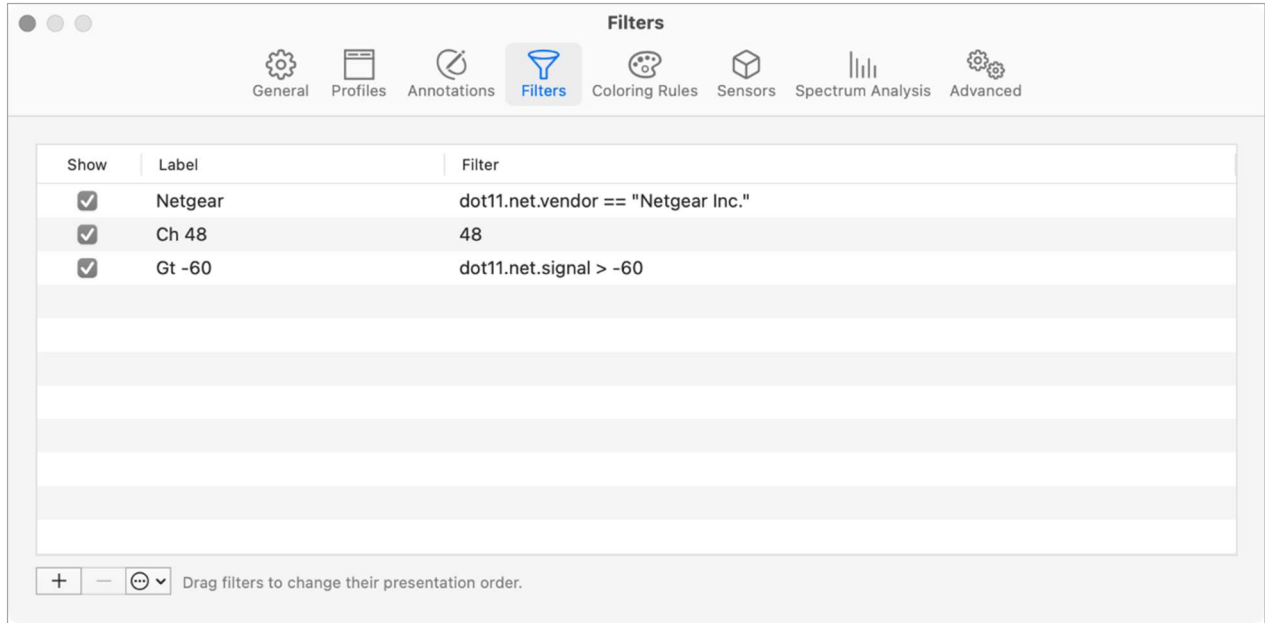 Filters
General Profiles Annotations Filters Coloring Rules Sensors Spectrum Analysis Advanced
Show Label Filter
Netgear dot11.net.vendor == "Netgear Inc."
Ch 48 48
Gt -60 dot11.net.signal > -60
Drag filters to change their presentation order.